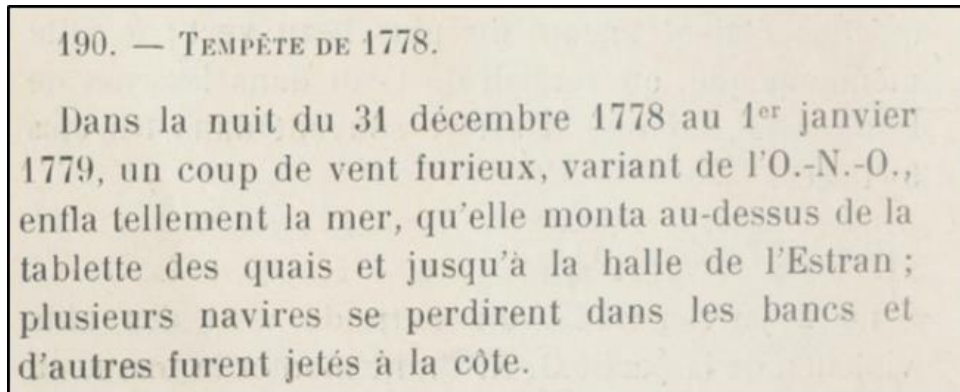 190. — TEMPÊTE DE 1778.
Dans la nuit du 31 décembre 1778 au 1er janvier
1779, un coup de vent furieux, variant de l'O.-N.-O.,
enfla tellement la mer, qu'elle monta au-dessus de la
tablette des quais et jusqu'à la halle de l'Estran ;
plusieurs navires se perdirent dans les bancs et
d'autres furent jetés à la côte.